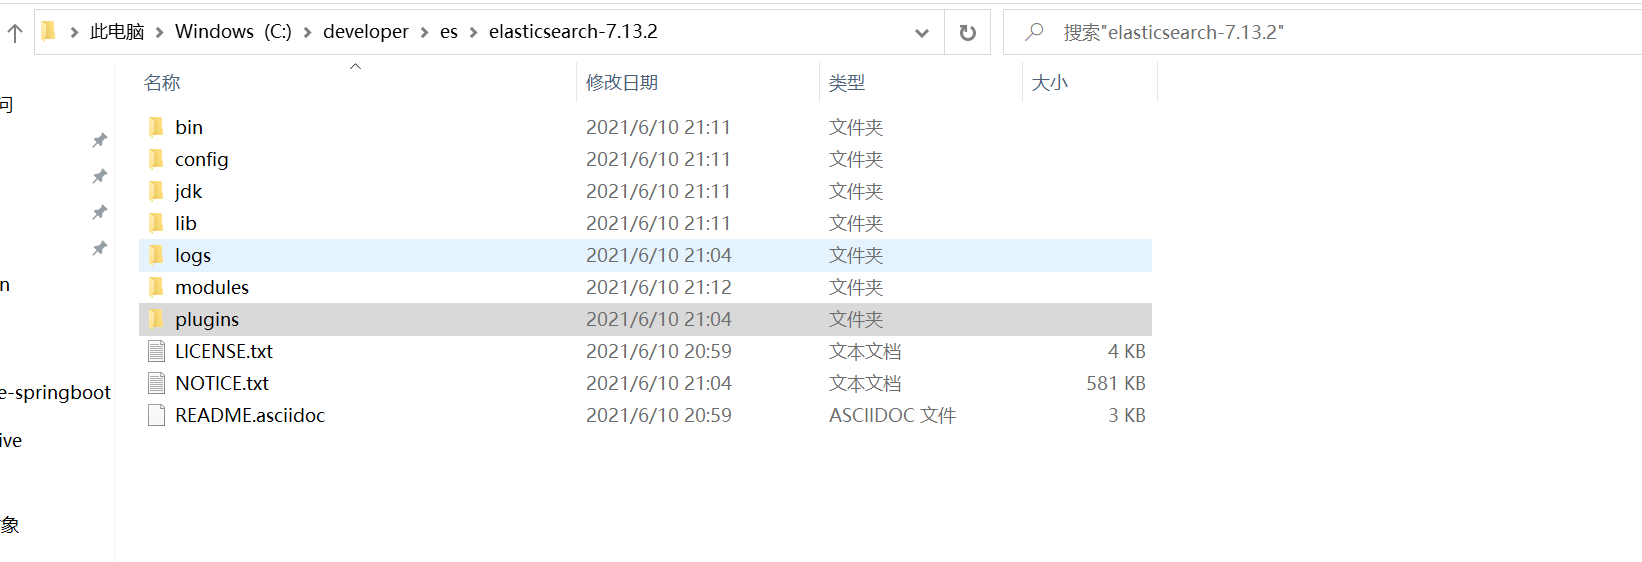 此电脑 Windows (C:) developer es elasticsearch-7.13.2 搜索"elasticsearch-7.13.2"
名称 修改日期 类型 大小
问
bin 2021/6/10 21:11 文件夹
config 2021/6/10 21:11 文件夹
jdk 2021/6/10 21:11 文件夹
lib 2021/6/10 21:11 文件夹
logs 2021/6/10 21:04 文件夹
n
modules 2021/6/10 21:12 文件夹
plugins 2021/6/10 21:04 文件夹
LICENSE.txt 2021/6/10 20:59 文本文档 4 KB
NOTICE.txt 2021/6/10 21:04 文本文档 581 KB
e-springboot
README.asciidoc 2021/6/10 20:59 ASCIIDOC 文件 3 KB
ive
象